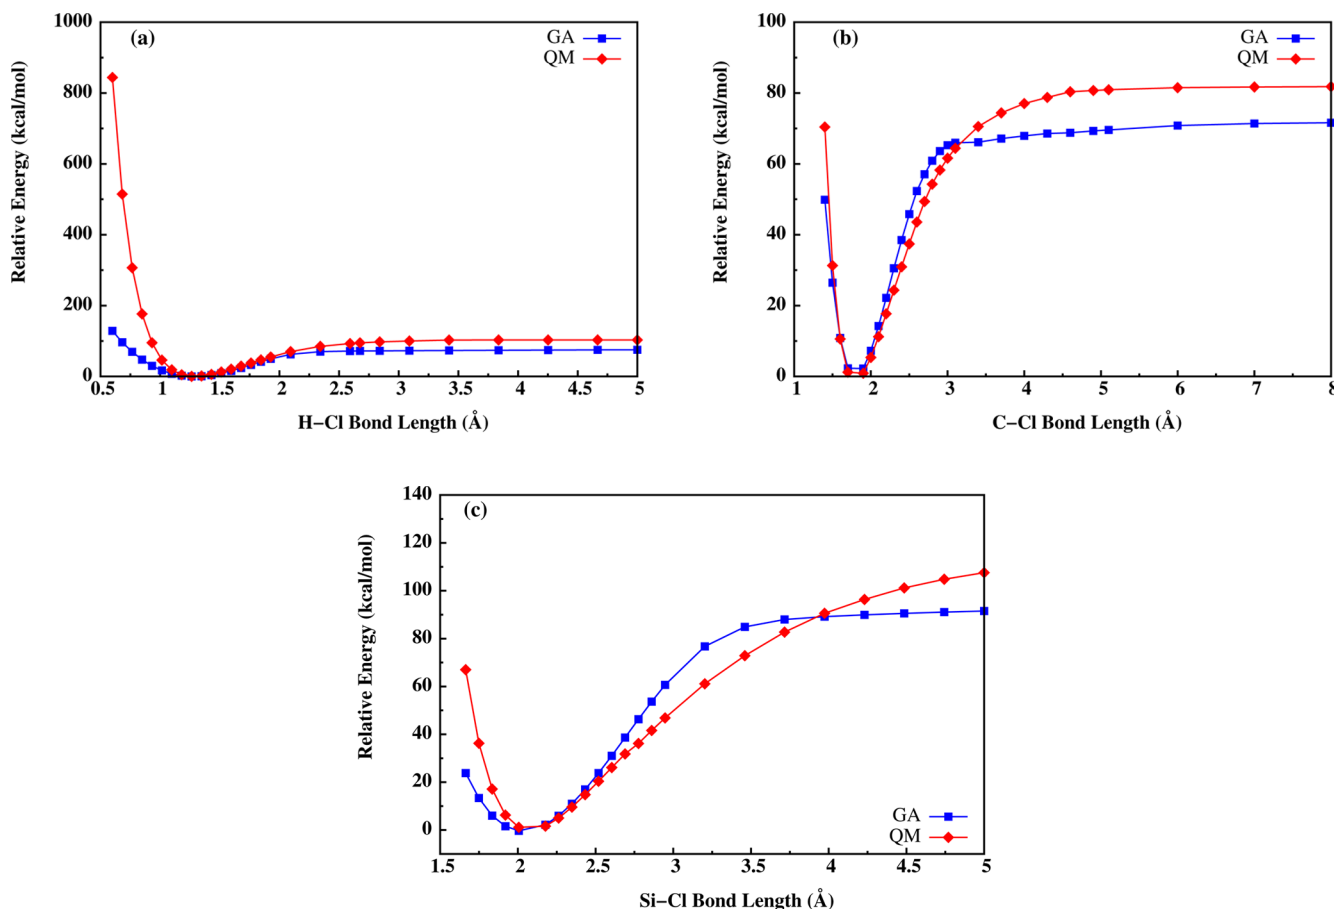 (a)
GA
QM
Relative Energy (kcal/mol)
1000
800
600
400
200
0
0.5 1 1.5 2 2.5 3 3.5 4 4.5 5
H−Cl Bond Length (Å)
(b)
GA
QM
Relative Energy (kcal/mol)
100
80
60
40
20
0
1 2 3 4 5 6 7 8
C−Cl Bond Length (Å)
(c)
Relative Energy (kcal/mol)
140
120
100
80
60
40
20
0
GA
QM
1.5 2 2.5 3 3.5 4 4.5 5
Si−Cl Bond Length (Å)